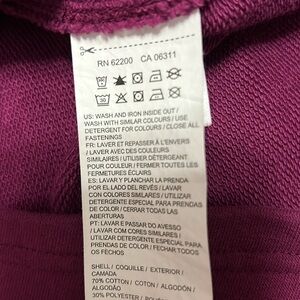 RN 62200 CA 06311
30
US: WASH AND IRON INSIDE OUT /
WASH WITH SIMILAR COLOURS / USE
DETERGENT FOR COLOURS / CLOSE ALL
FASTENINGS
FR: LAVER ET REPASSER À L'ENVERS
/ LAVER AVEC DES COULEURS
SIMILAIRES / UTILISER DÉTERGENT
POUR COULEUR / FERMER TOUTES LES
FERMETURES ÉCLAIRS
ES: LAVAR Y PLANCHAR LA PRENDA
POR EL LADO DEL REVÉS / LAVAR
CON COLORES SIMILARES / UTILIZAR
DETERGENTE ESPECIAL PARA PRENDAS
DE COLOR / CERRAR TODAS LAS
ABERTURAS
PT: LAVAR E PASSAR DO AVESSO
/ LAVAR COM CORES SIMILARES /
UTILIZAR DETERGENTE ESPECIAL PARA
PRENDAS DE COLOR / FECHAR TODOS
OS FECHOS
SHELL / COQUILLE / EXTERIOR /
CAMADA
70% COTTON / COTON / ALGODÓN /
ALGODÃO
30% POLYESTER /